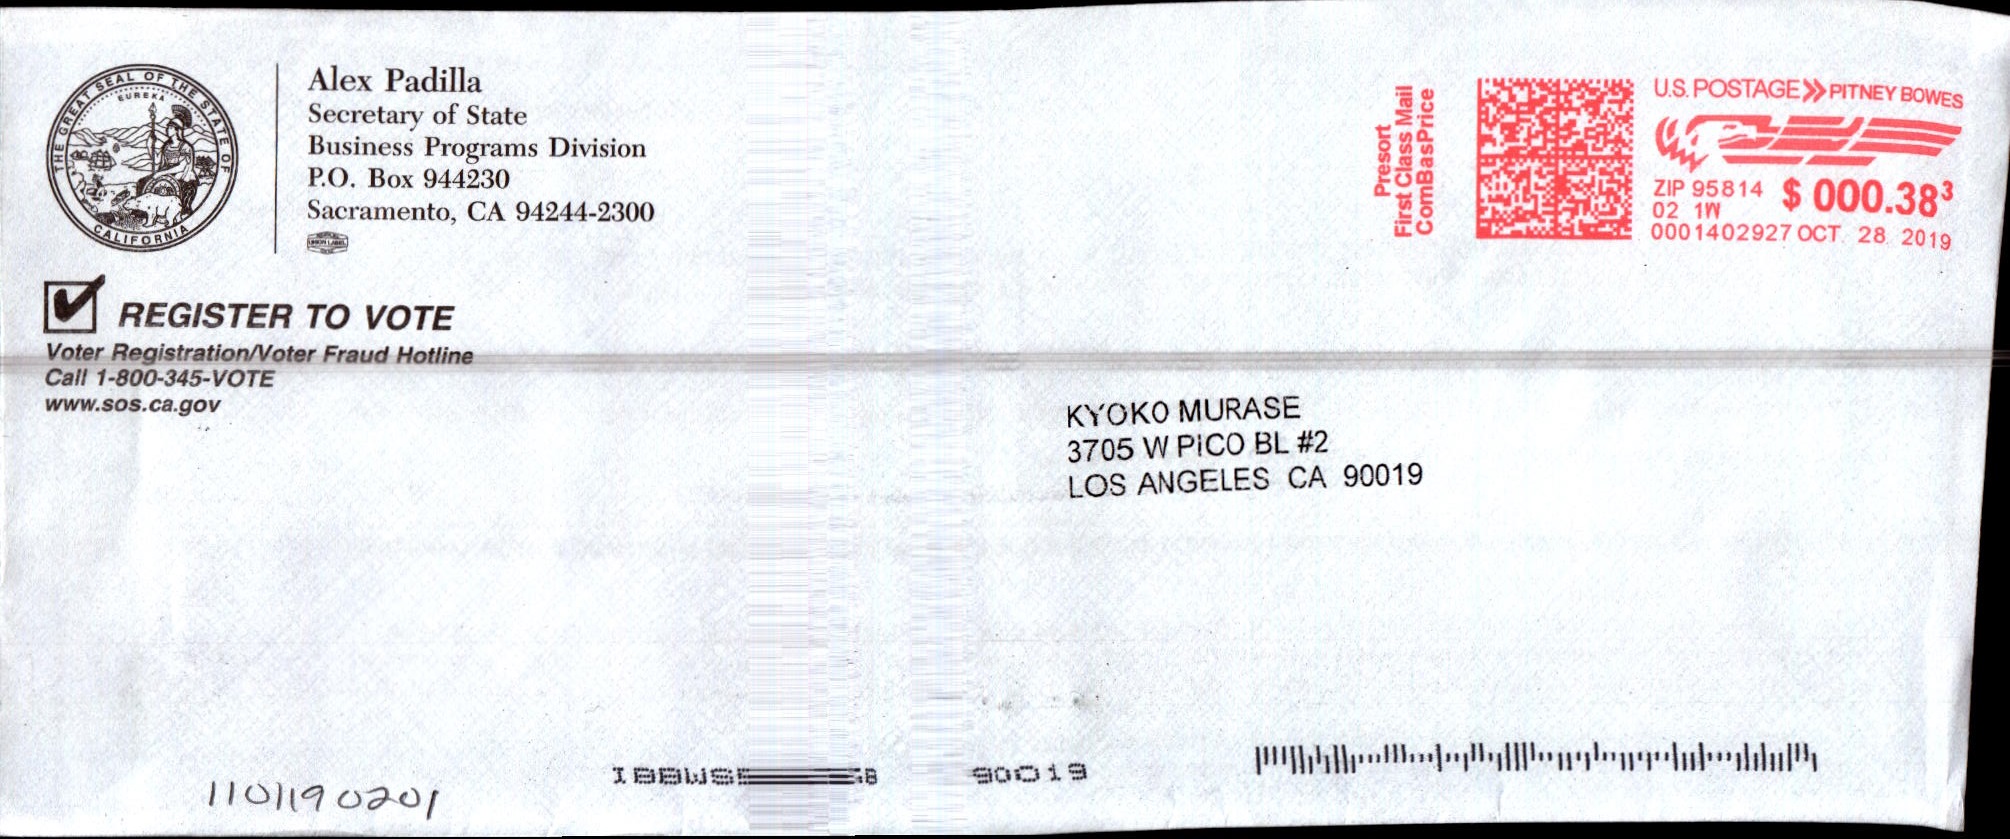 THE GREAT SEAL OF THE STATE OF CALIFORNIA
EUREKA
Alex Padilla
Secretary of State
Business Programs Division
P.O. Box 944230
Sacramento, CA 94244-2300
UNION LABEL
REGISTER TO VOTE
Voter Registration/Voter Fraud Hotline
Call 1-800-345-VOTE
www.sos.ca.gov
Presort
First Class Mail
ComBasPrice
U.S. POSTAGE PITNEY BOWES
ZIP 95814 $ 000.38³
02 1W
0001402927 OCT. 28. 2019
KYOKO MURASE
3705 W PICO BL #2
LOS ANGELES CA 90019
90019
1101190201